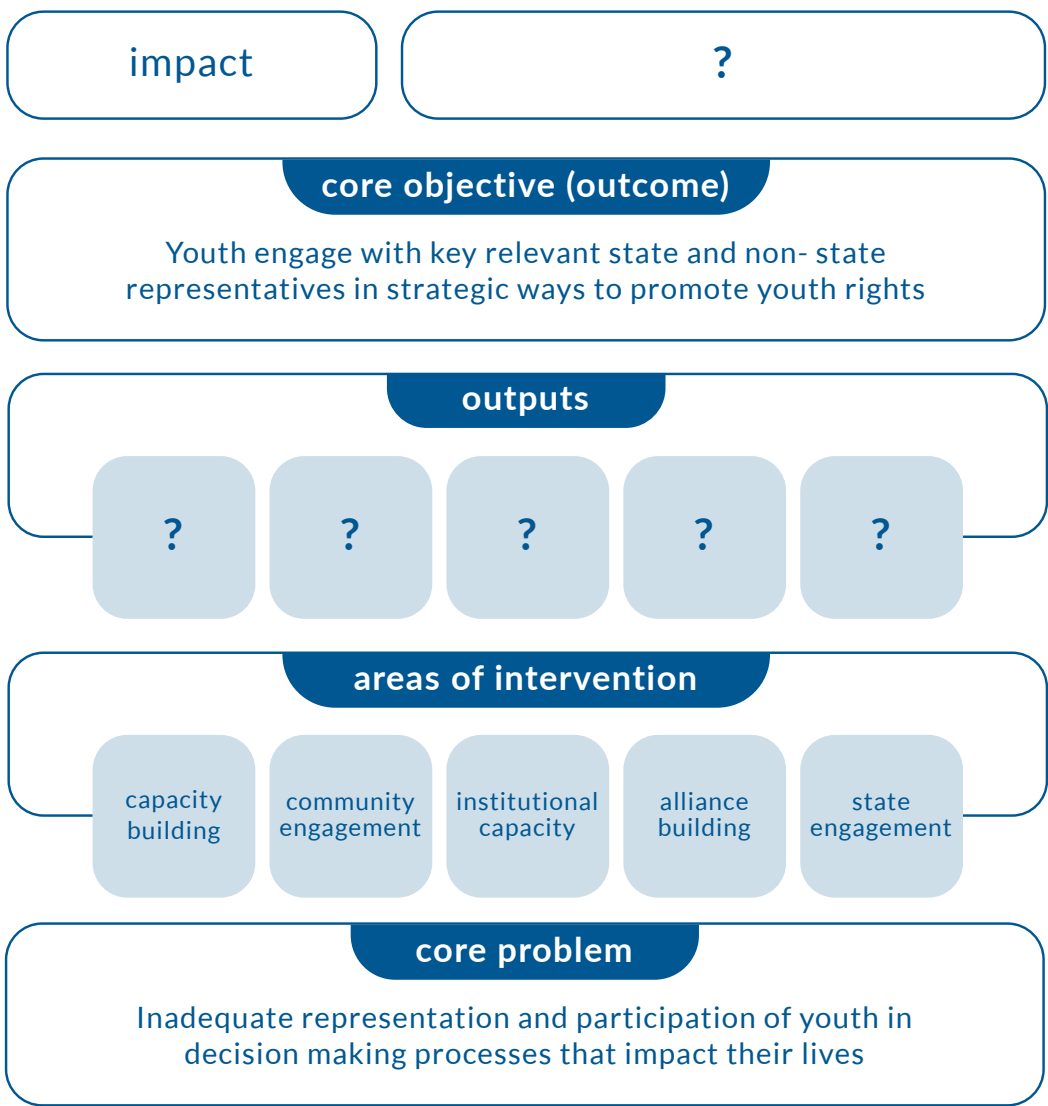 impact
?
core objective (outcome)
Youth engage with key relevant state and non- state
representatives in strategic ways to promote youth rights
outputs
? ? ? ? ?
areas of intervention
capacity
building
community
engagement
institutional
capacity
alliance
building
state
engagement
core problem
Inadequate representation and participation of youth in
decision making processes that impact their lives